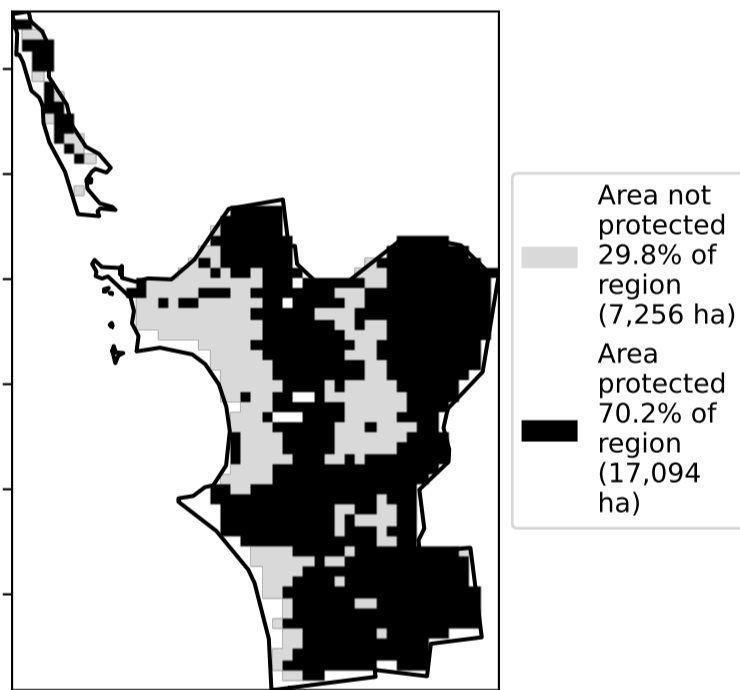 Area not
protected
29.8% of
region
(7,256 ha)
Area
protected
70.2% of
region
(17,094
ha)